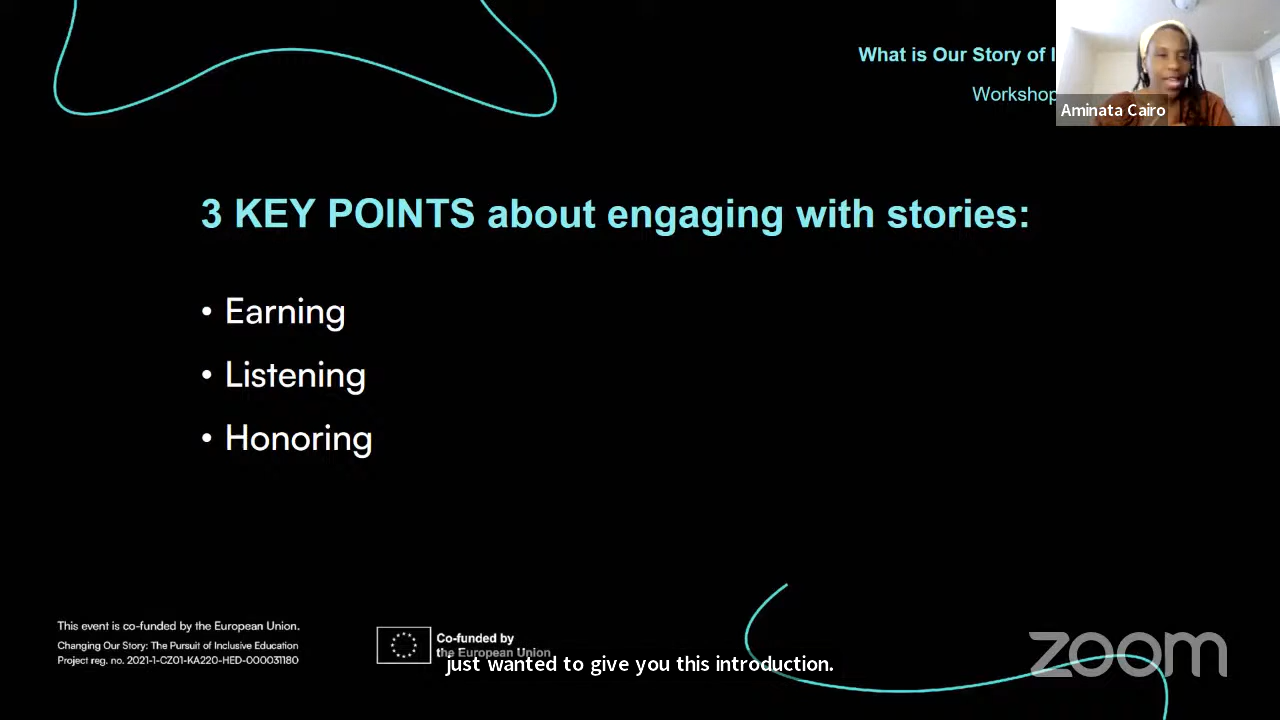 What is Our Story of
Workshop
Aminata Cairo
3 KEY POINTS about engaging with stories:
• Earning
• Listening
• Honoring
This event is co-funded by the European Union.
Changing Our Story: The Pursuit of Inclusive Education
Project reg. no. 2021-1-CZ01-KA220-HED-000031180
Co-funded by
the European Union
just wanted to give you this introduction.
zoom